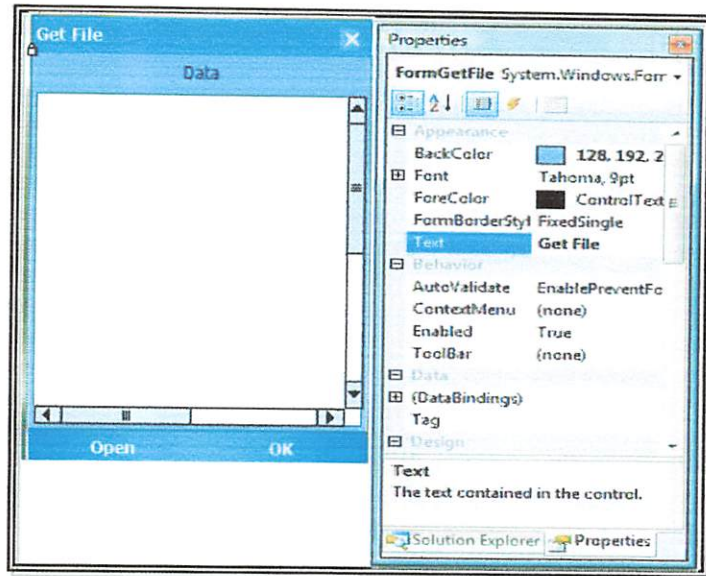 Get File
Data
Open OK
Properties
FormGetFile System.Windows.Forr
Appearance
BackColor 128, 192, 2
Font Tahoma, 9pt
ForeColor ControlText
FormBorderStyl FixedSingle
Text Get File
Behavior
AutoValidate EnablePreventFo
ContextMenu (none)
Enabled True
ToolBar (none)
Data
(DataBindings)
Tag
Design
Text
The text contained in the control.
Solution Explorer Properties